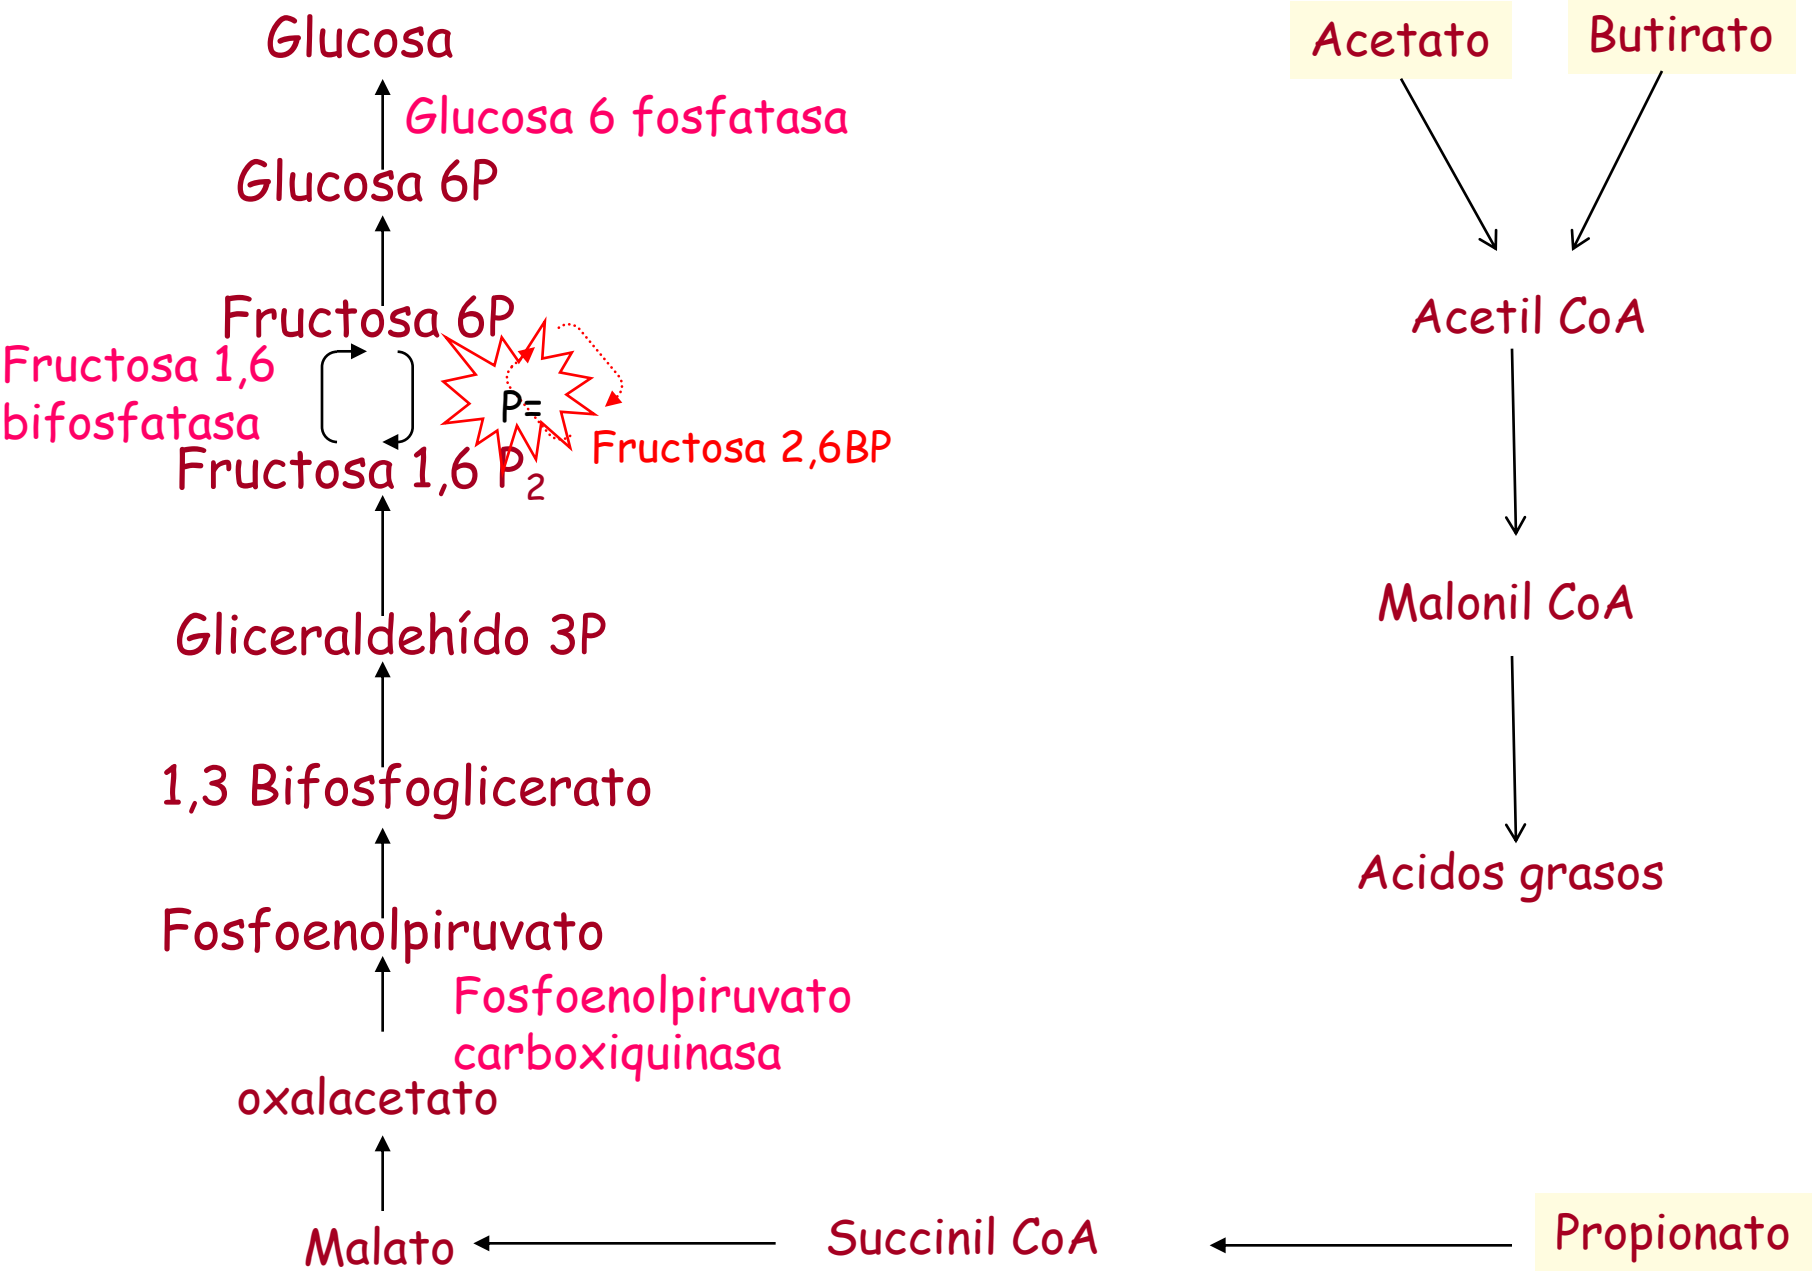 Glucosa
Glucosa 6 fosfatasa
Glucosa 6P
Fructosa 6P
Fructosa 1,6
bifosfatasa
P=
Fructosa 2,6BP
Fructosa 1,6 P2
Gliceraldehído 3P
1,3 Bifosfoglicerato
Fosfoenolpiruvato
Fosfoenolpiruvato
carboxiquinasa
oxalacetato
Malato
Succinil CoA
Propionato
Acetato
Butirato
Acetil CoA
Malonil CoA
Acidos grasos